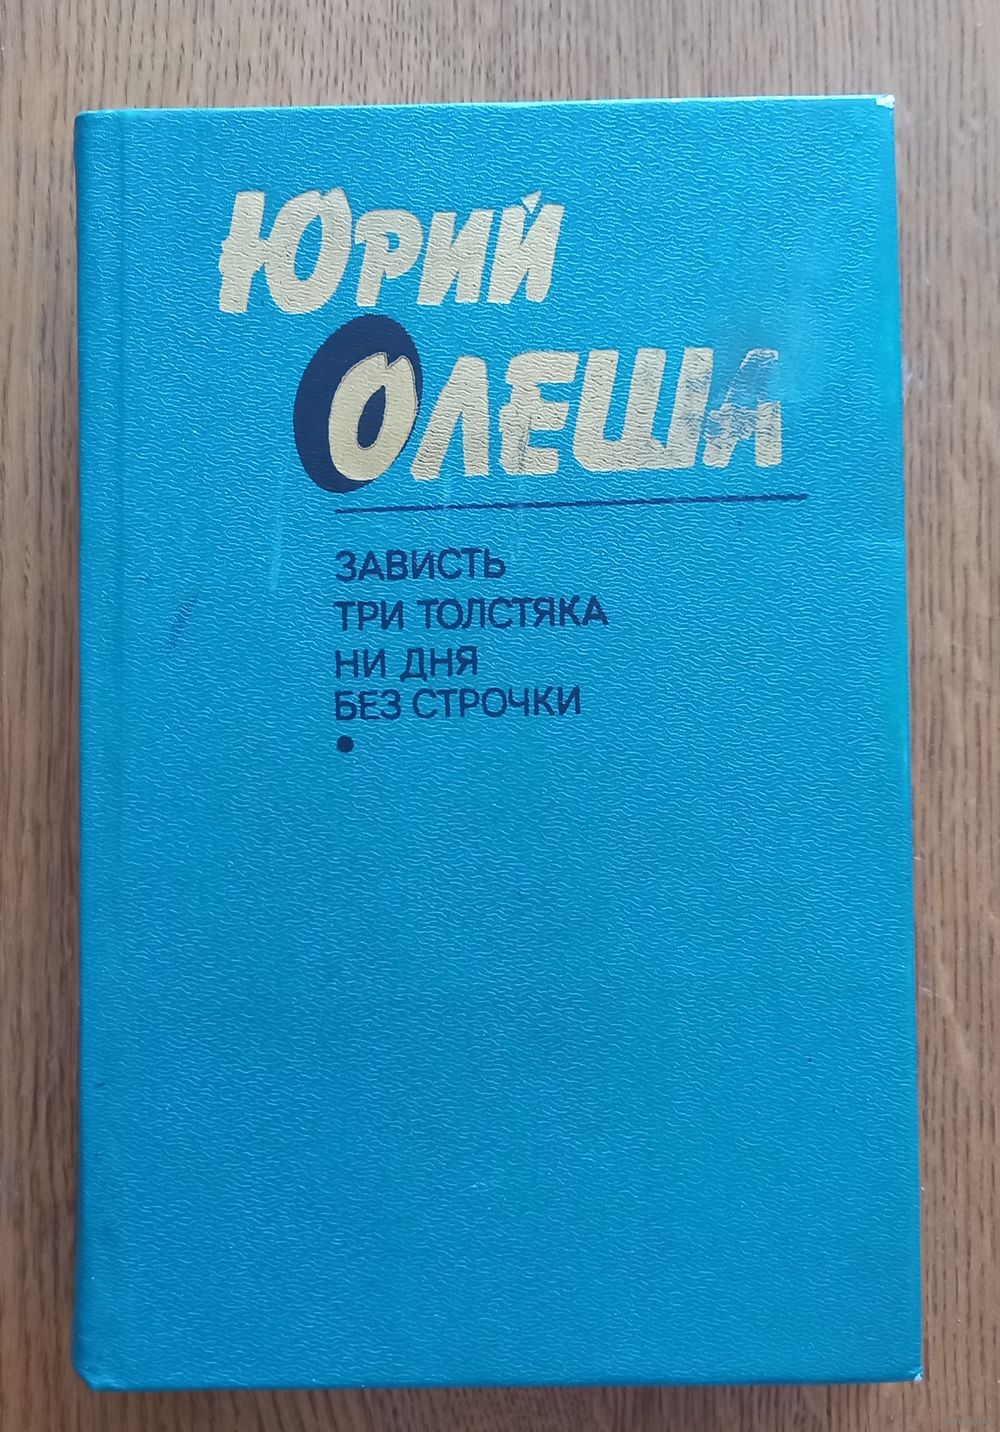 ЮРИЙ
ОЛЕША
ЗАВИСТЬ
ТРИ ТОЛСТЯКА
НИ ДНЯ
БЕЗ СТРОЧКИ